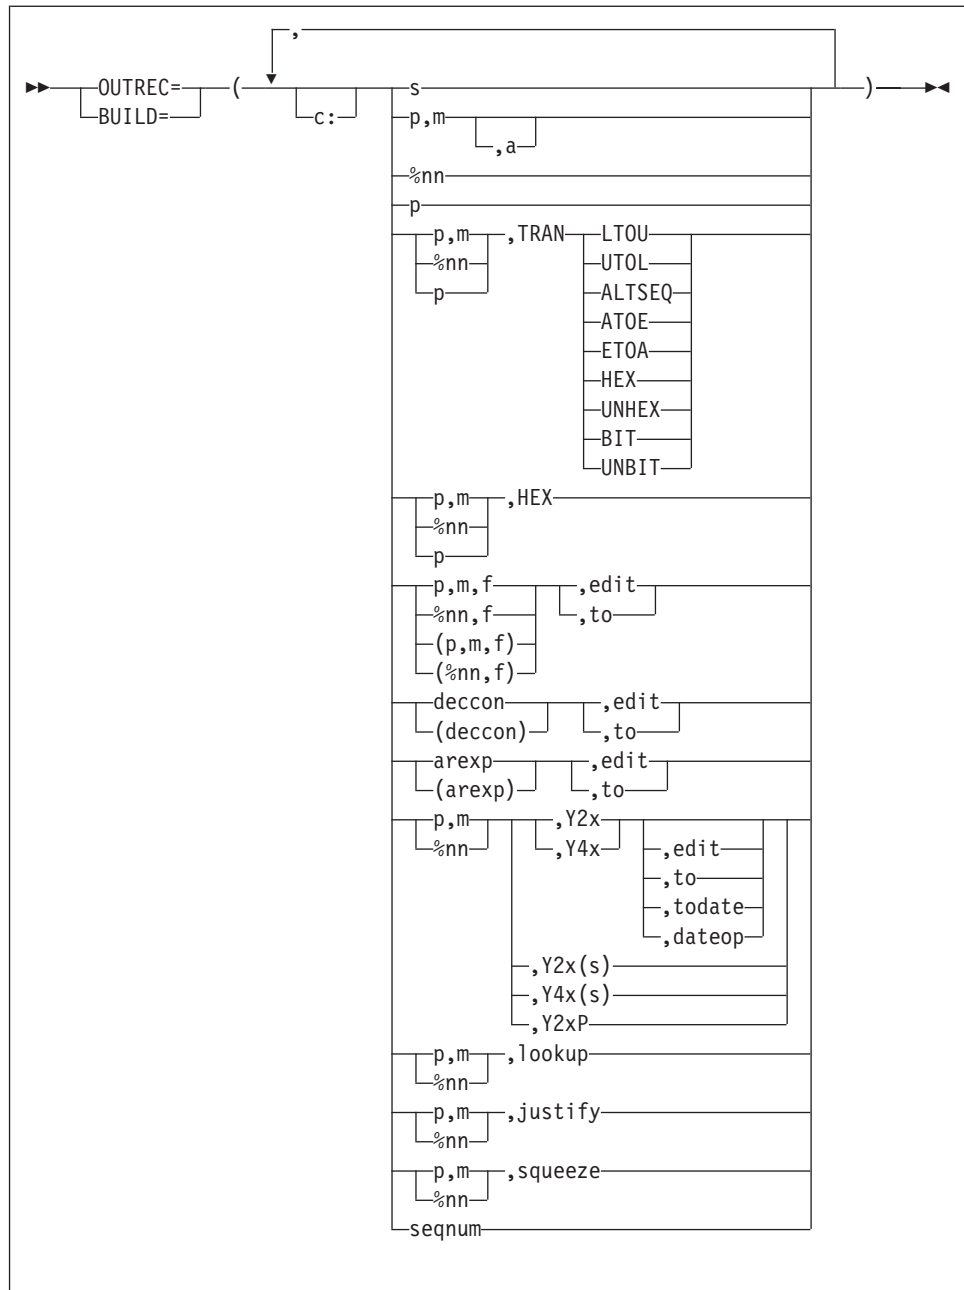 ,
OUTREC= ( c: s )
BUILD= p,m ,a
%nn
p
p,m ,TRAN LTOU
%nn UTOL
p ALTSEQ
ATOE
ETOA
HEX
UNHEX
BIT
UNBIT
p,m ,HEX
%nn
p
p,m,f ,edit
%nn,f ,to
(p,m,f)
(%nn,f)
deccon ,edit
(deccon) ,to
arexp ,edit
(arexp) ,to
p,m ,Y2x
%nn ,Y4x ,edit
,to
,todate
,dateop
,Y2x(s)
,Y4x(s)
,Y2xP
p,m ,lookup
%nn
p,m ,justify
%nn
p,m ,squeeze
%nn
seqnum